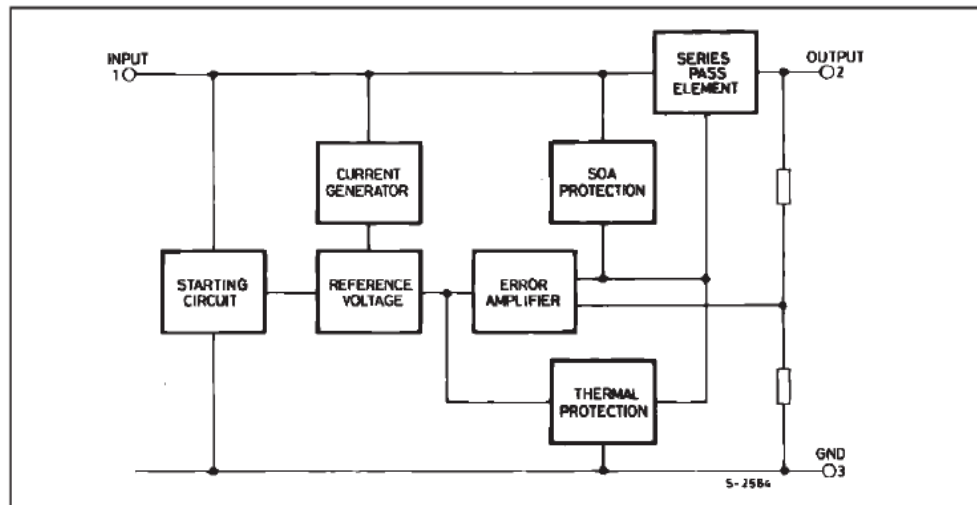 INPUT
1
SERIES
PASS
ELEMENT
OUTPUT
2
CURRENT
GENERATOR
SOA
PROTECTION
STARTING
CIRCUIT
REFERENCE
VOLTAGE
ERROR
AMPLIFIER
THERMAL
PROTECTION
GND
3
S-2584